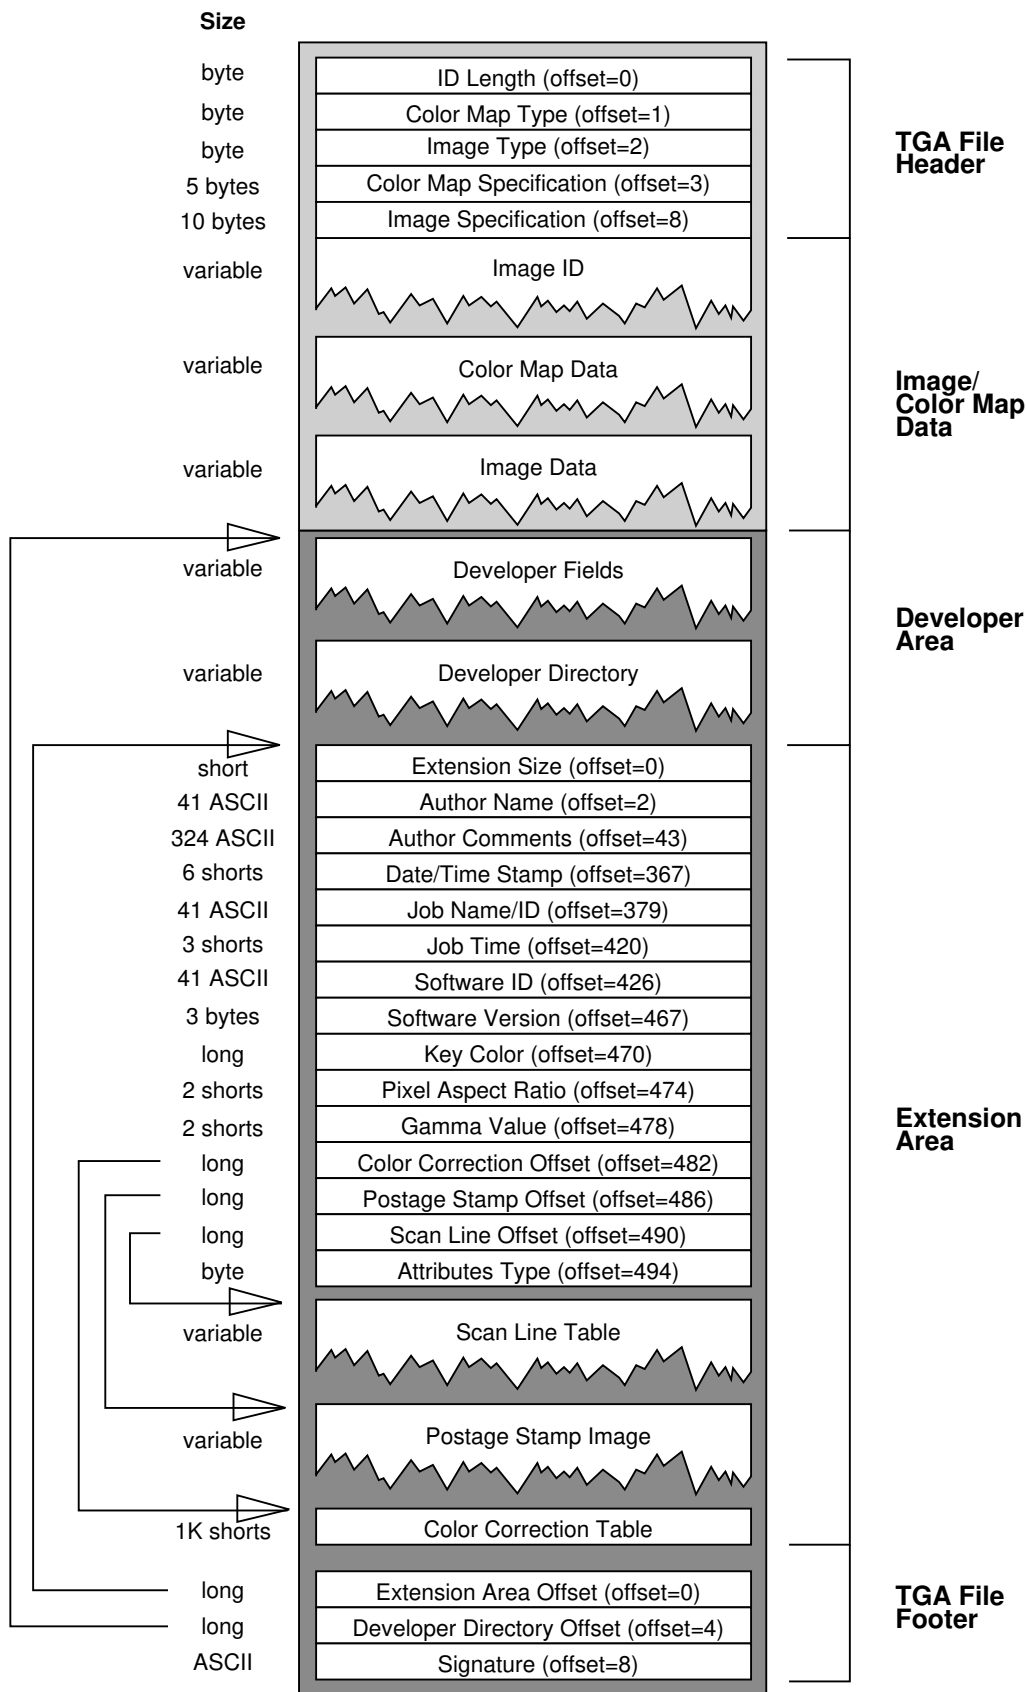 Size
byte
ID Length (offset=0)
byte
Color Map Type (offset=1)
byte
Image Type (offset=2)
5 bytes
Color Map Specification (offset=3)
10 bytes
Image Specification (offset=8)
TGA File
Header
variable
Image ID
variable
Color Map Data
variable
Image Data
Image/
Color Map
Data
variable
Developer Fields
variable
Developer Directory
Developer
Area
short
Extension Size (offset=0)
41 ASCII
Author Name (offset=2)
324 ASCII
Author Comments (offset=43)
6 shorts
Date/Time Stamp (offset=367)
41 ASCII
Job Name/ID (offset=379)
3 shorts
Job Time (offset=420)
41 ASCII
Software ID (offset=426)
3 bytes
Software Version (offset=467)
long
Key Color (offset=470)
2 shorts
Pixel Aspect Ratio (offset=474)
2 shorts
Gamma Value (offset=478)
long
Color Correction Offset (offset=482)
long
Postage Stamp Offset (offset=486)
long
Scan Line Offset (offset=490)
byte
Attributes Type (offset=494)
variable
Scan Line Table
variable
Postage Stamp Image
1K shorts
Color Correction Table
Extension
Area
long
Extension Area Offset (offset=0)
long
Developer Directory Offset (offset=4)
ASCII
Signature (offset=8)
TGA File
Footer